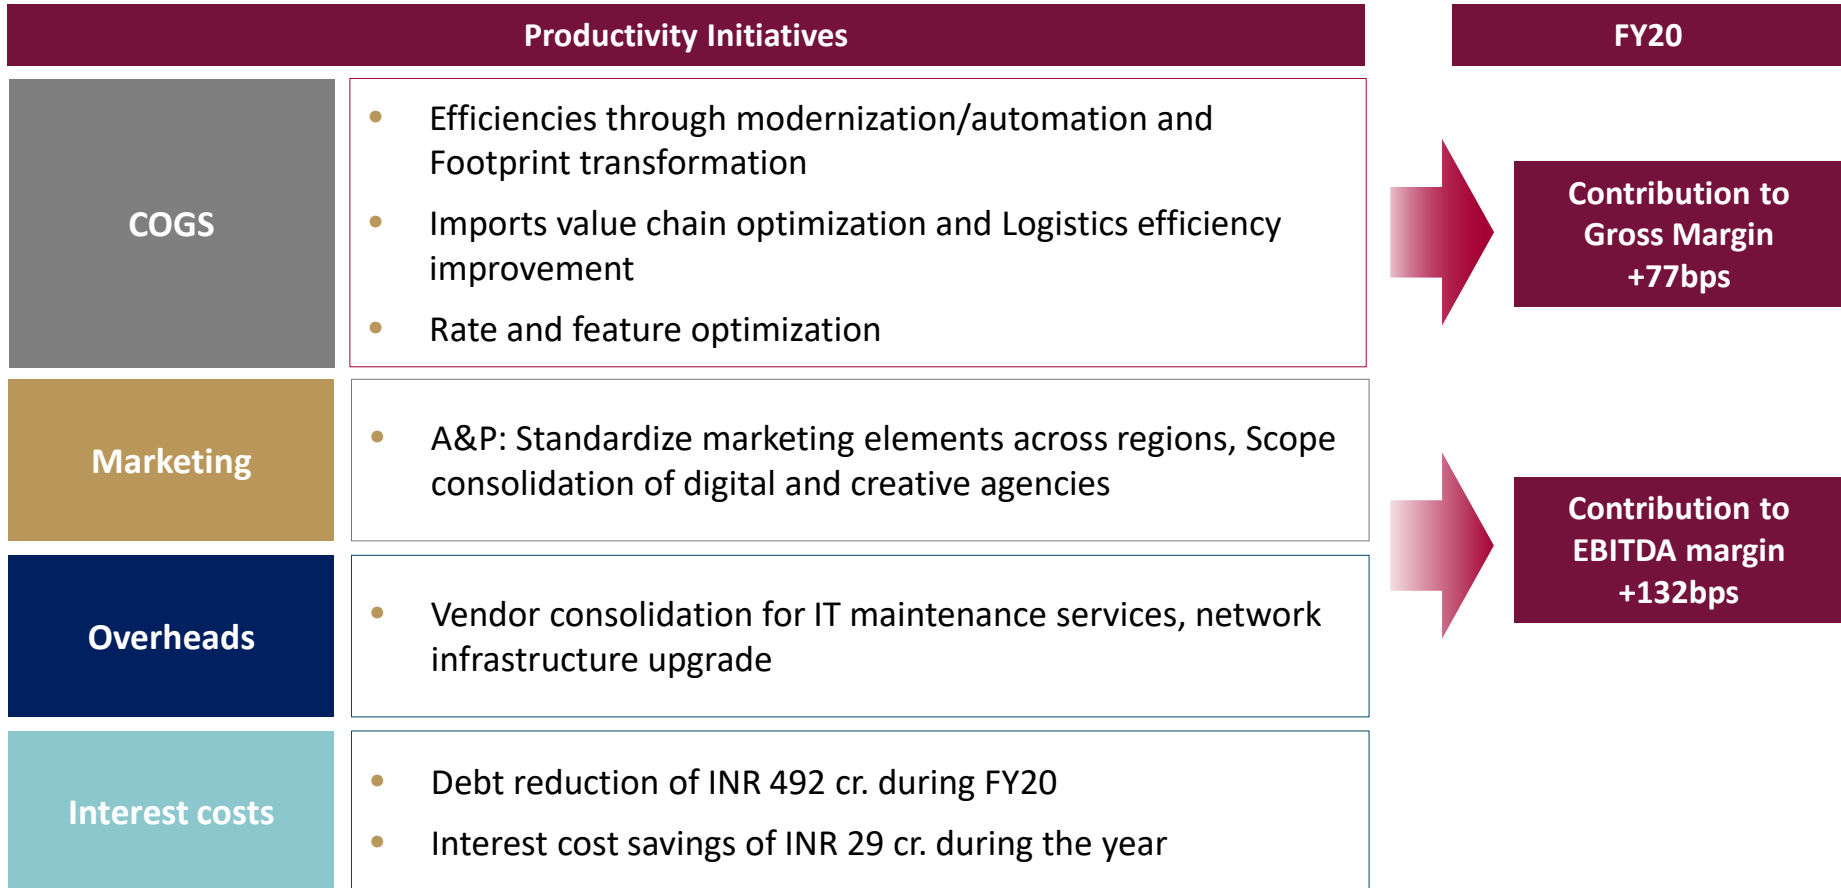 Productivity Initiatives
FY20
COGS
• Efficiencies through modernization/automation and
Footprint transformation
• Imports value chain optimization and Logistics efficiency
improvement
• Rate and feature optimization
Contribution to
Gross Margin
+77bps
Marketing
• A&P: Standardize marketing elements across regions, Scope
consolidation of digital and creative agencies
Contribution to
EBITDA margin
+132bps
Overheads
• Vendor consolidation for IT maintenance services, network
infrastructure upgrade
Interest costs
• Debt reduction of INR 492 cr. during FY20
• Interest cost savings of INR 29 cr. during the year